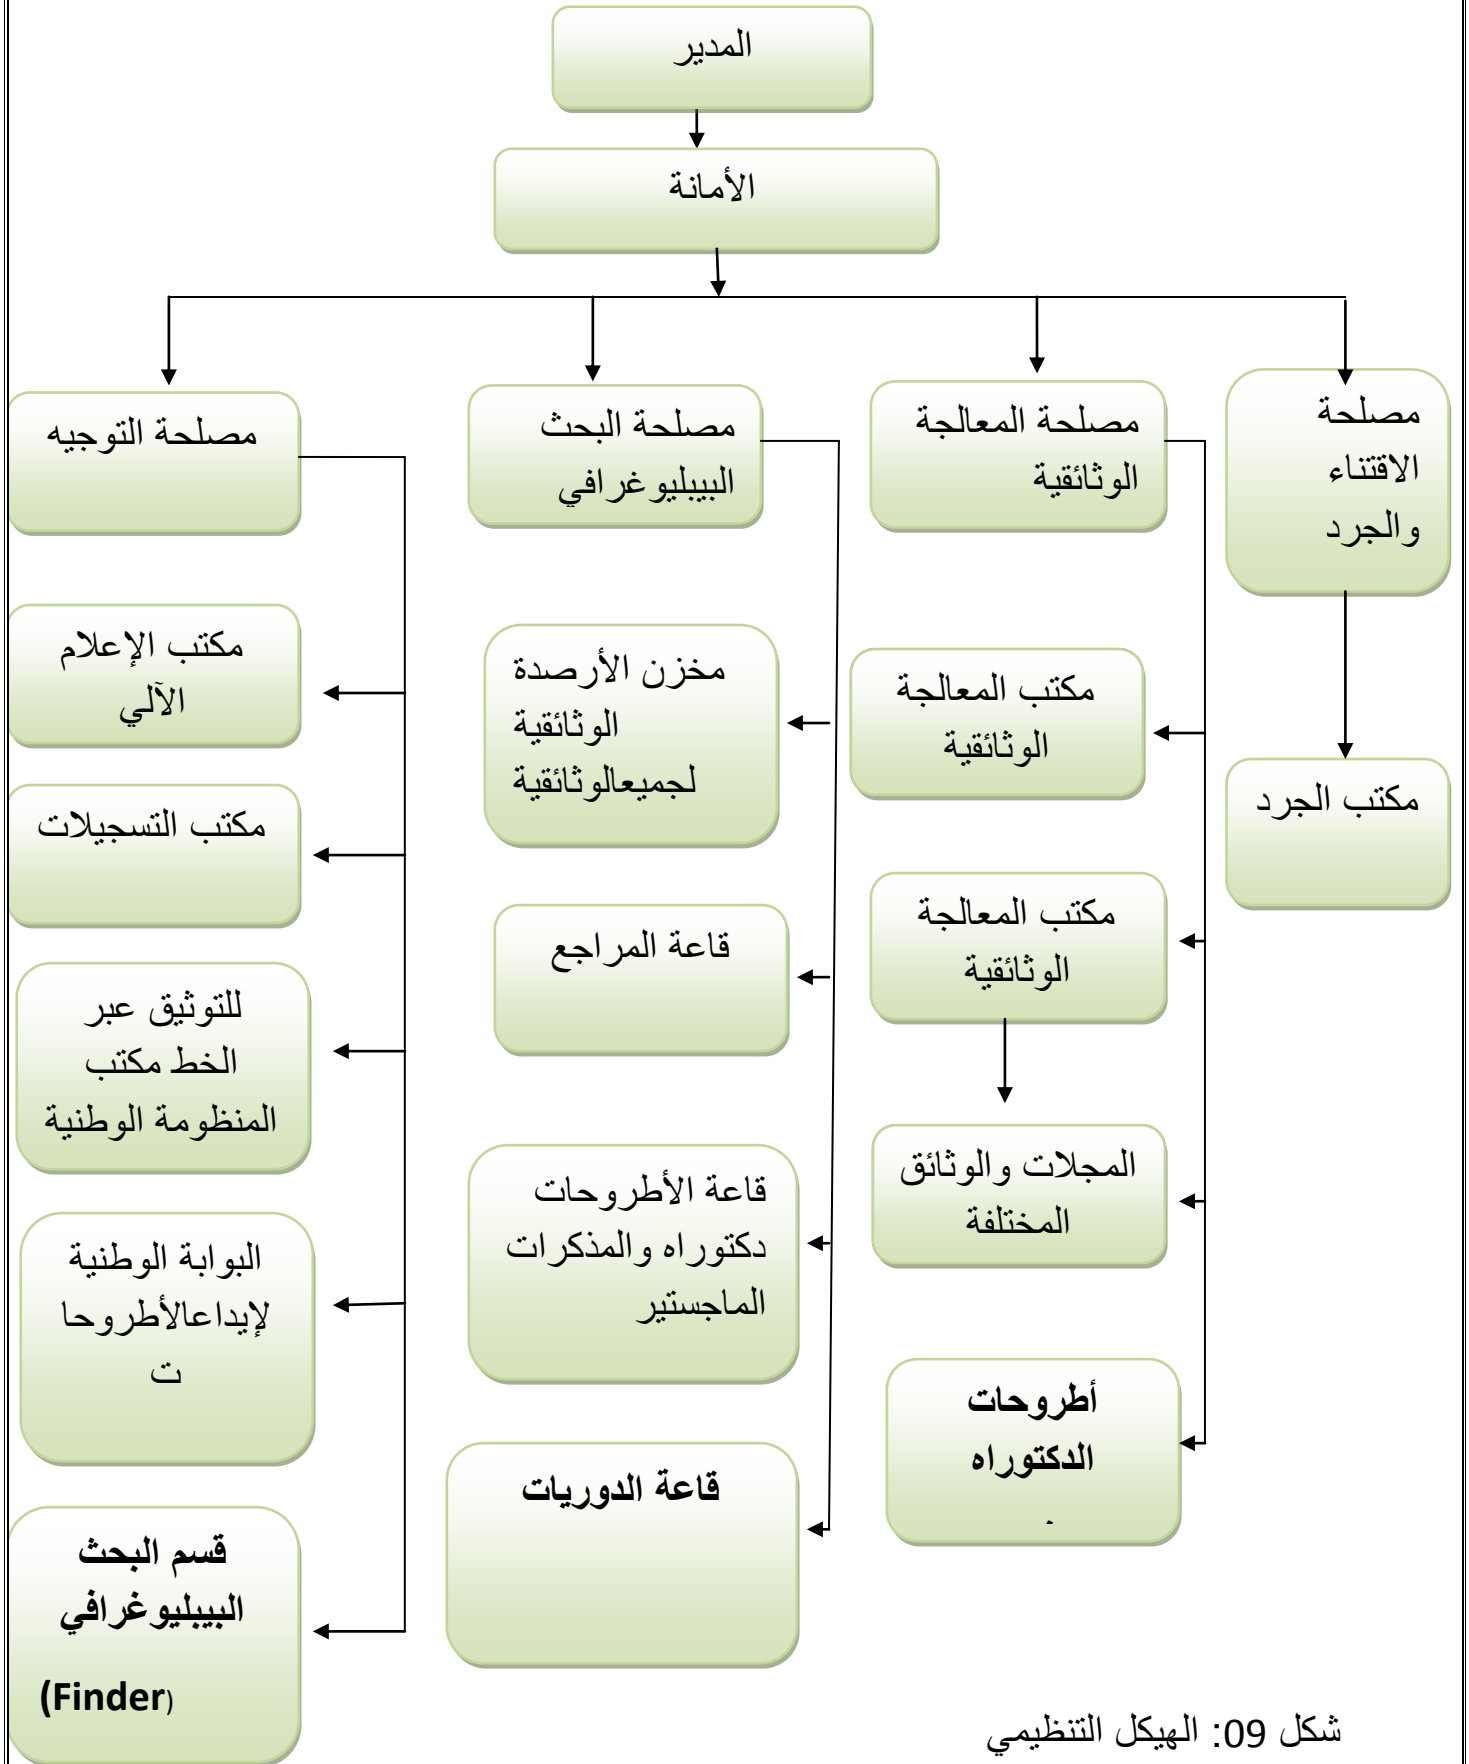 المدير
الأمانة
مصلحة
الاقتناء
والجرد
مكتب الجرد
مصلحة المعالجة
الوثائقية
مكتب المعالجة
الوثائقية
مكتب المعالجة
الوثائقية
المجلات والوثائق
المختلفة
أطروحات
الدكتوراه
مصلحة البحث
البيبليوغرافي
مخزن الأرصدة
الوثائقية
لجميعالوثائقية
قاعة المراجع
قاعة الأطروحات
دكتوراه والمذكرات
الماجستير
قاعة الدوريات
مصلحة التوجيه
مكتب الإعلام
الآلي
مكتب التسجيلات
للتوثيق عبر
الخط مكتب
المنظومة الوطنية
البوابة الوطنية
لإيداعالأطروحا
ت
قسم البحث
البيبليوغرافي
(Finder)
شكل 09: الهيكل التنظيمي